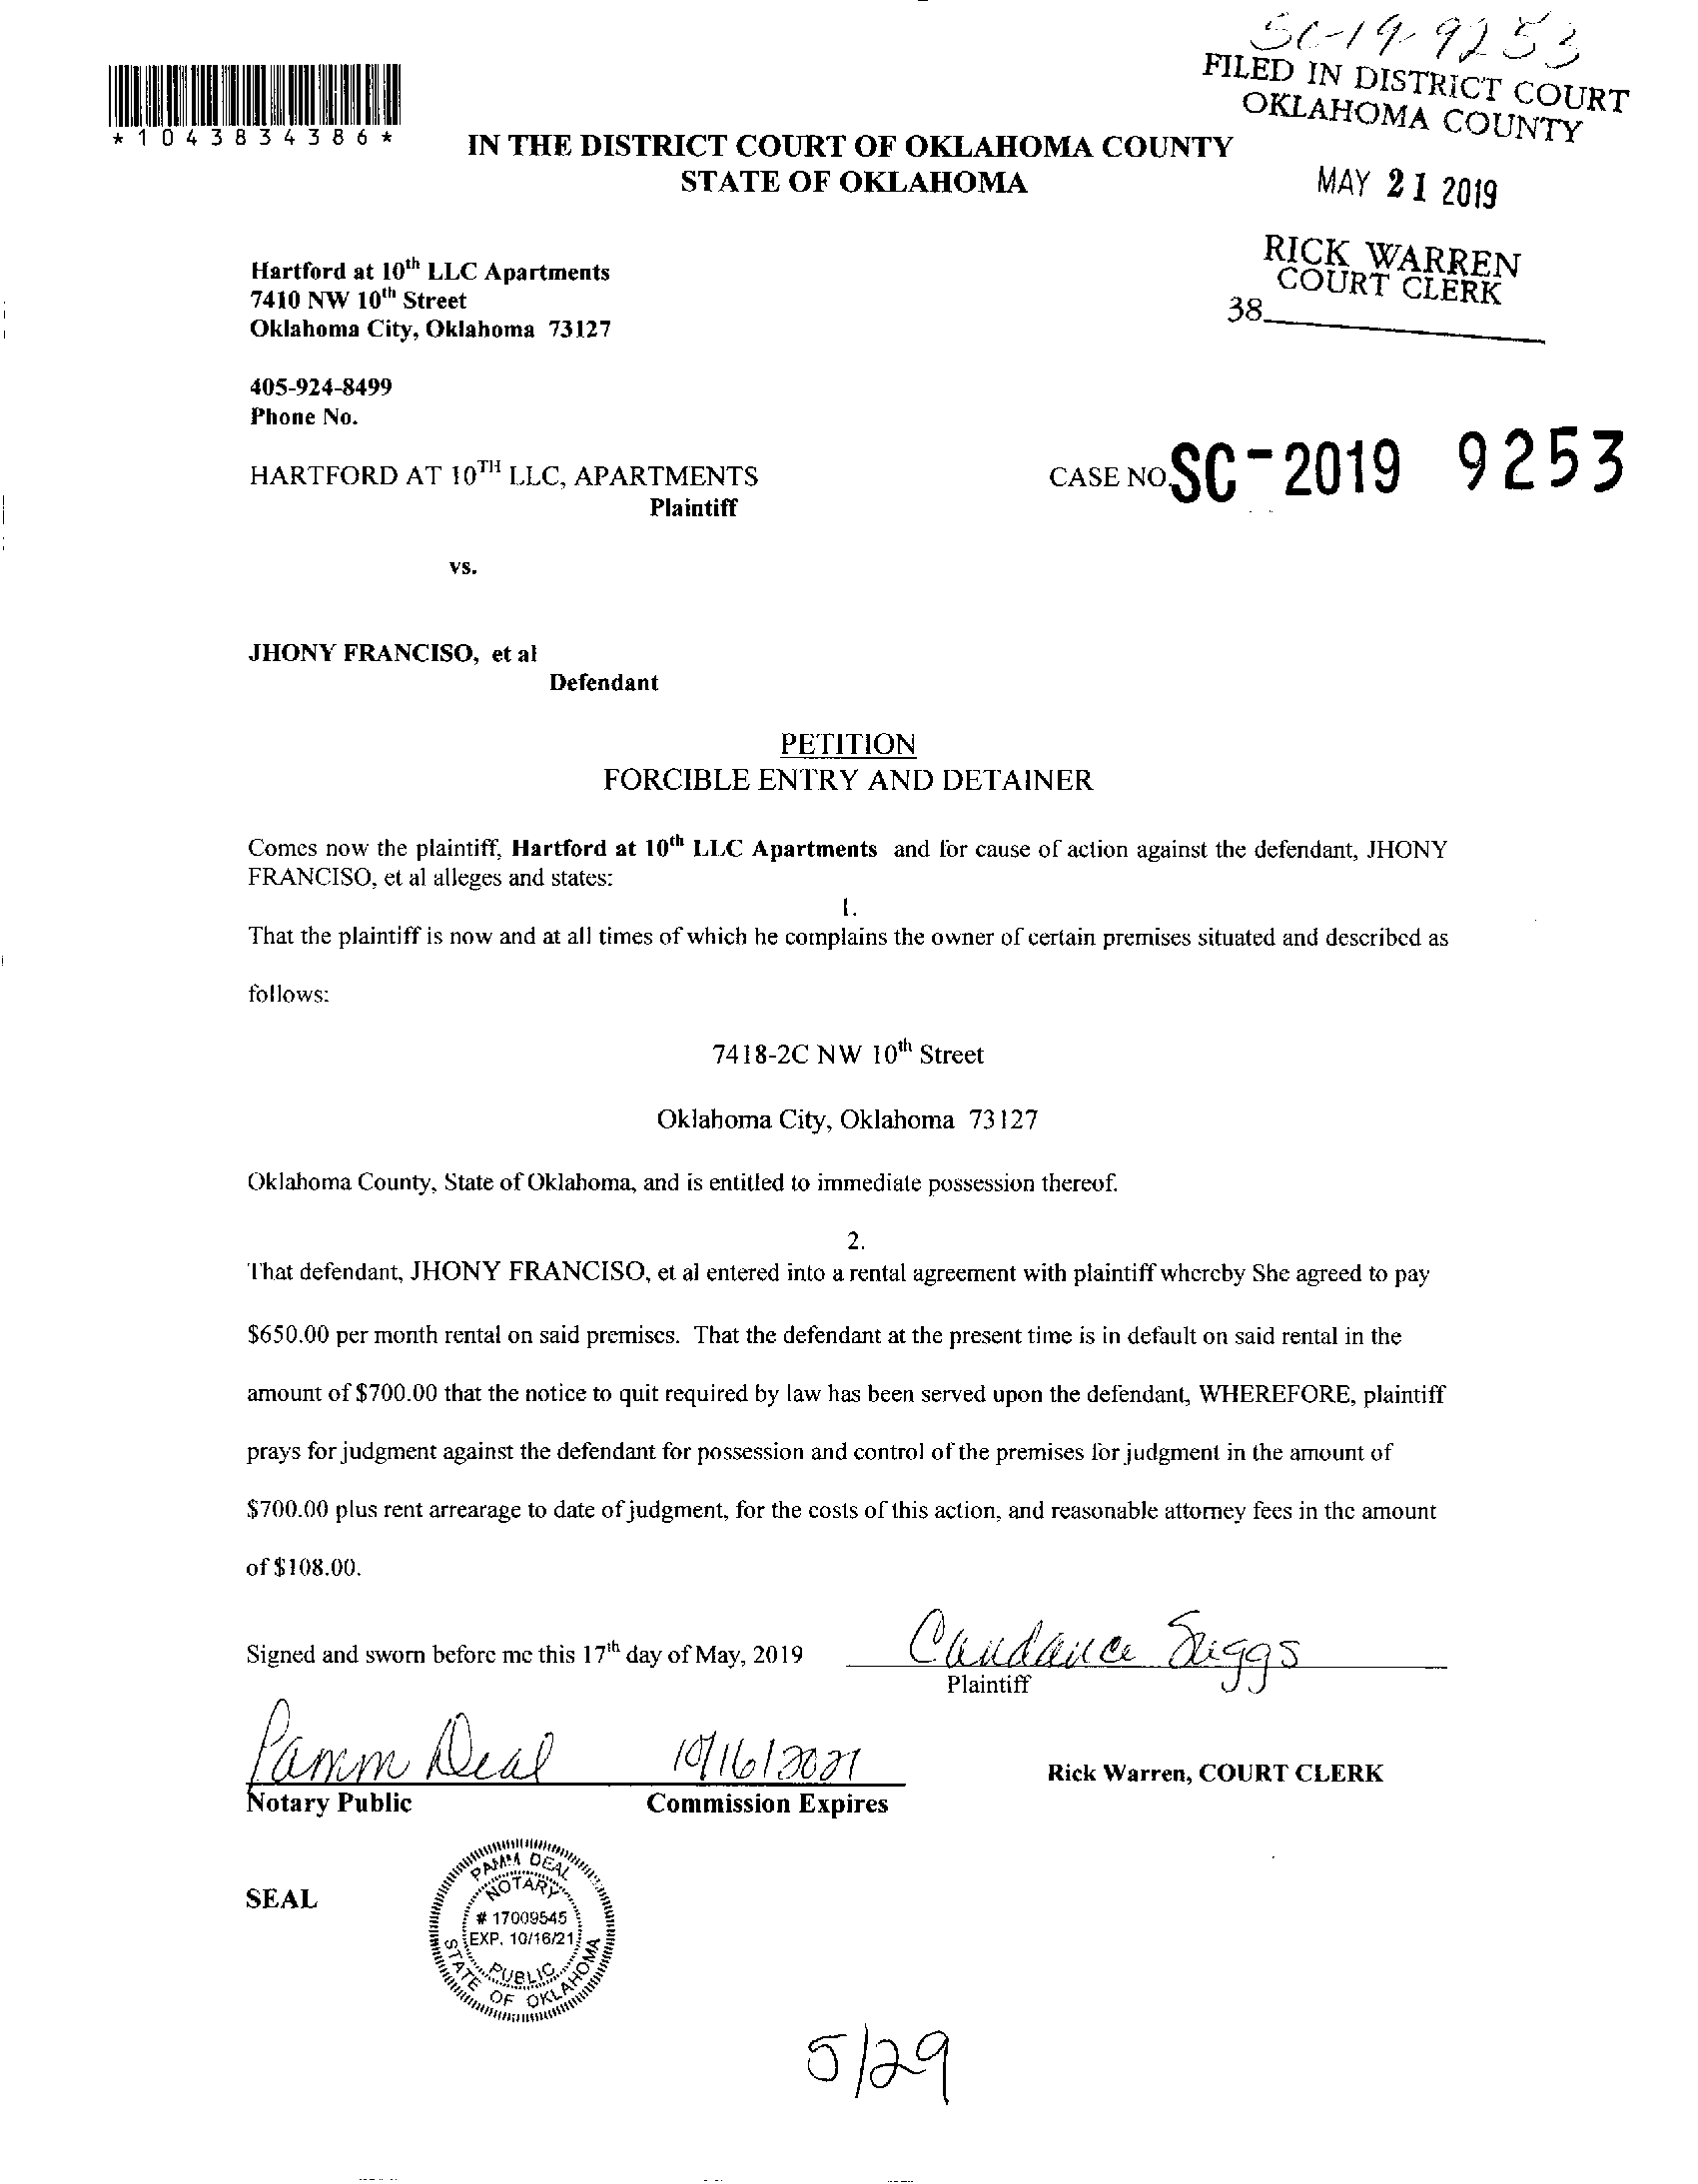 SC-19-9253
FILED IN DISTRICT COURT
OKLAHOMA COUNTY
*1043834386*
IN THE DISTRICT COURT OF OKLAHOMA COUNTY
STATE OF OKLAHOMA
MAY 21 2019
RICK WARREN
COURT CLERK
38
Hartford at 10th LLC Apartments
7410 NW 10th Street
Oklahoma City, Oklahoma 73127
405-924-8499
Phone No.
HARTFORD AT 10TH LLC, APARTMENTS
Plaintiff
CASE NO. SC-2019 9253
vs.
JHONY FRANCISO, et al
Defendant
PETITION
FORCIBLE ENTRY AND DETAINER
Comes now the plaintiff, Hartford at 10th LLC Apartments and for cause of action against the defendant, JHONY
FRANCISO, et al alleges and states:
1.
That the plaintiff is now and at all times of which he complains the owner of certain premises situated and described as
follows:
7418-2C NW 10th Street
Oklahoma City, Oklahoma 73127
Oklahoma County, State of Oklahoma, and is entitled to immediate possession thereof.
2.
That defendant, JHONY FRANCISO, et al entered into a rental agreement with plaintiff whereby She agreed to pay
$650.00 per month rental on said premises. That the defendant at the present time is in default on said rental in the
amount of $700.00 that the notice to quit required by law has been served upon the defendant, WHEREFORE, plaintiff
prays for judgment against the defendant for possession and control of the premises for judgment in the amount of
$700.00 plus rent arrearage to date of judgment, for the costs of this action, and reasonable attorney fees in the amount
of $108.00.
Signed and sworn before me this 17th day of May, 2019
Candance Suggs
Plaintiff
Pamm Deal 10/16/2021
Notary Public Commission Expires
Rick Warren, COURT CLERK
SEAL
PAMM DEAL
NOTARY
# 17009545
EXP. 10/16/21
PUBLIC
STATE OF OKLAHOMA
5/29